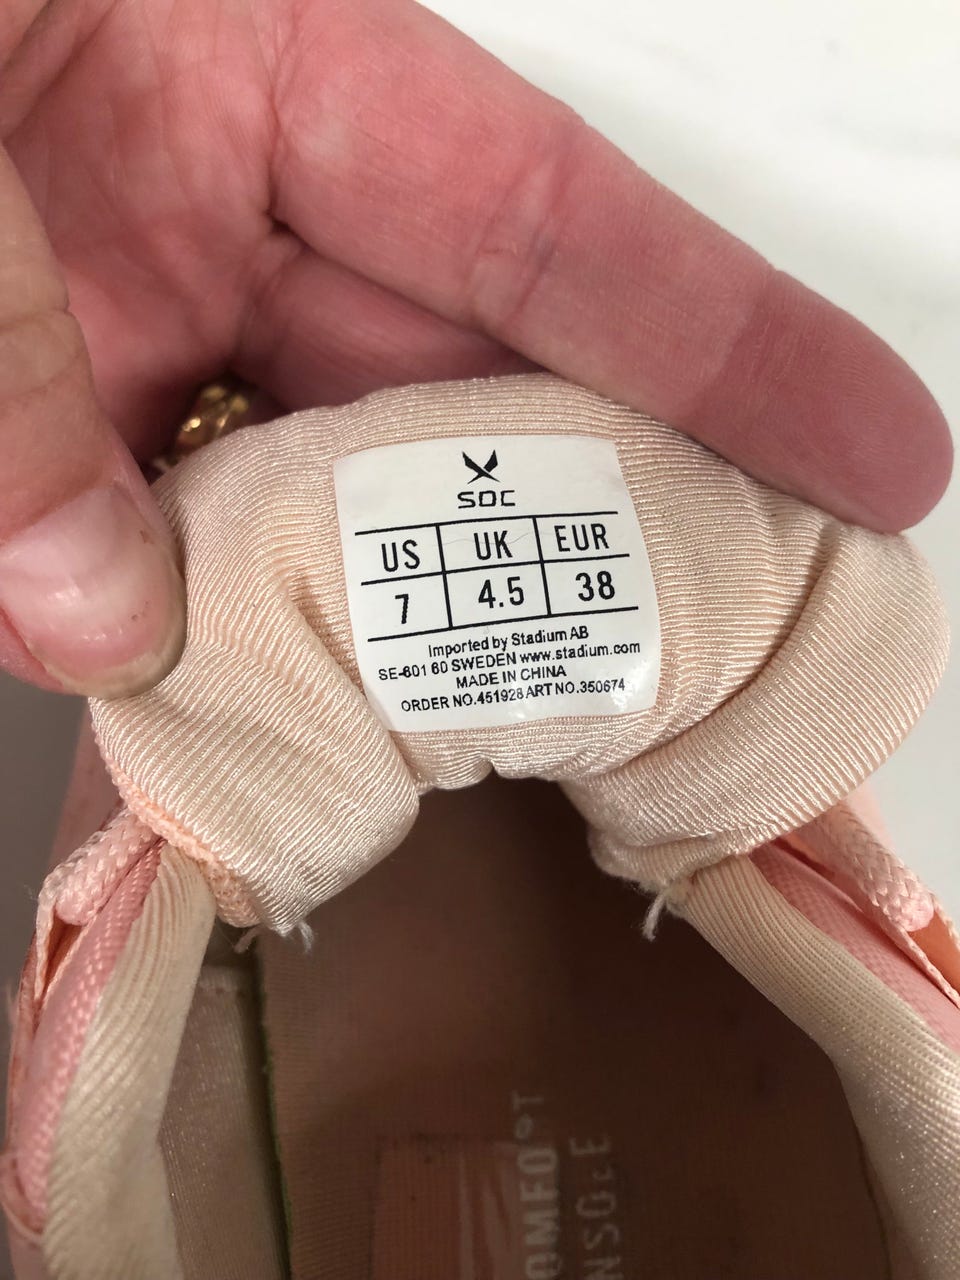 SOC
US UK EUR
7 4.5 38
Imported by Stadium AB
SE-601 60 SWEDEN www.stadium.com
MADE IN CHINA
ORDER NO.451928 ART NO.350674